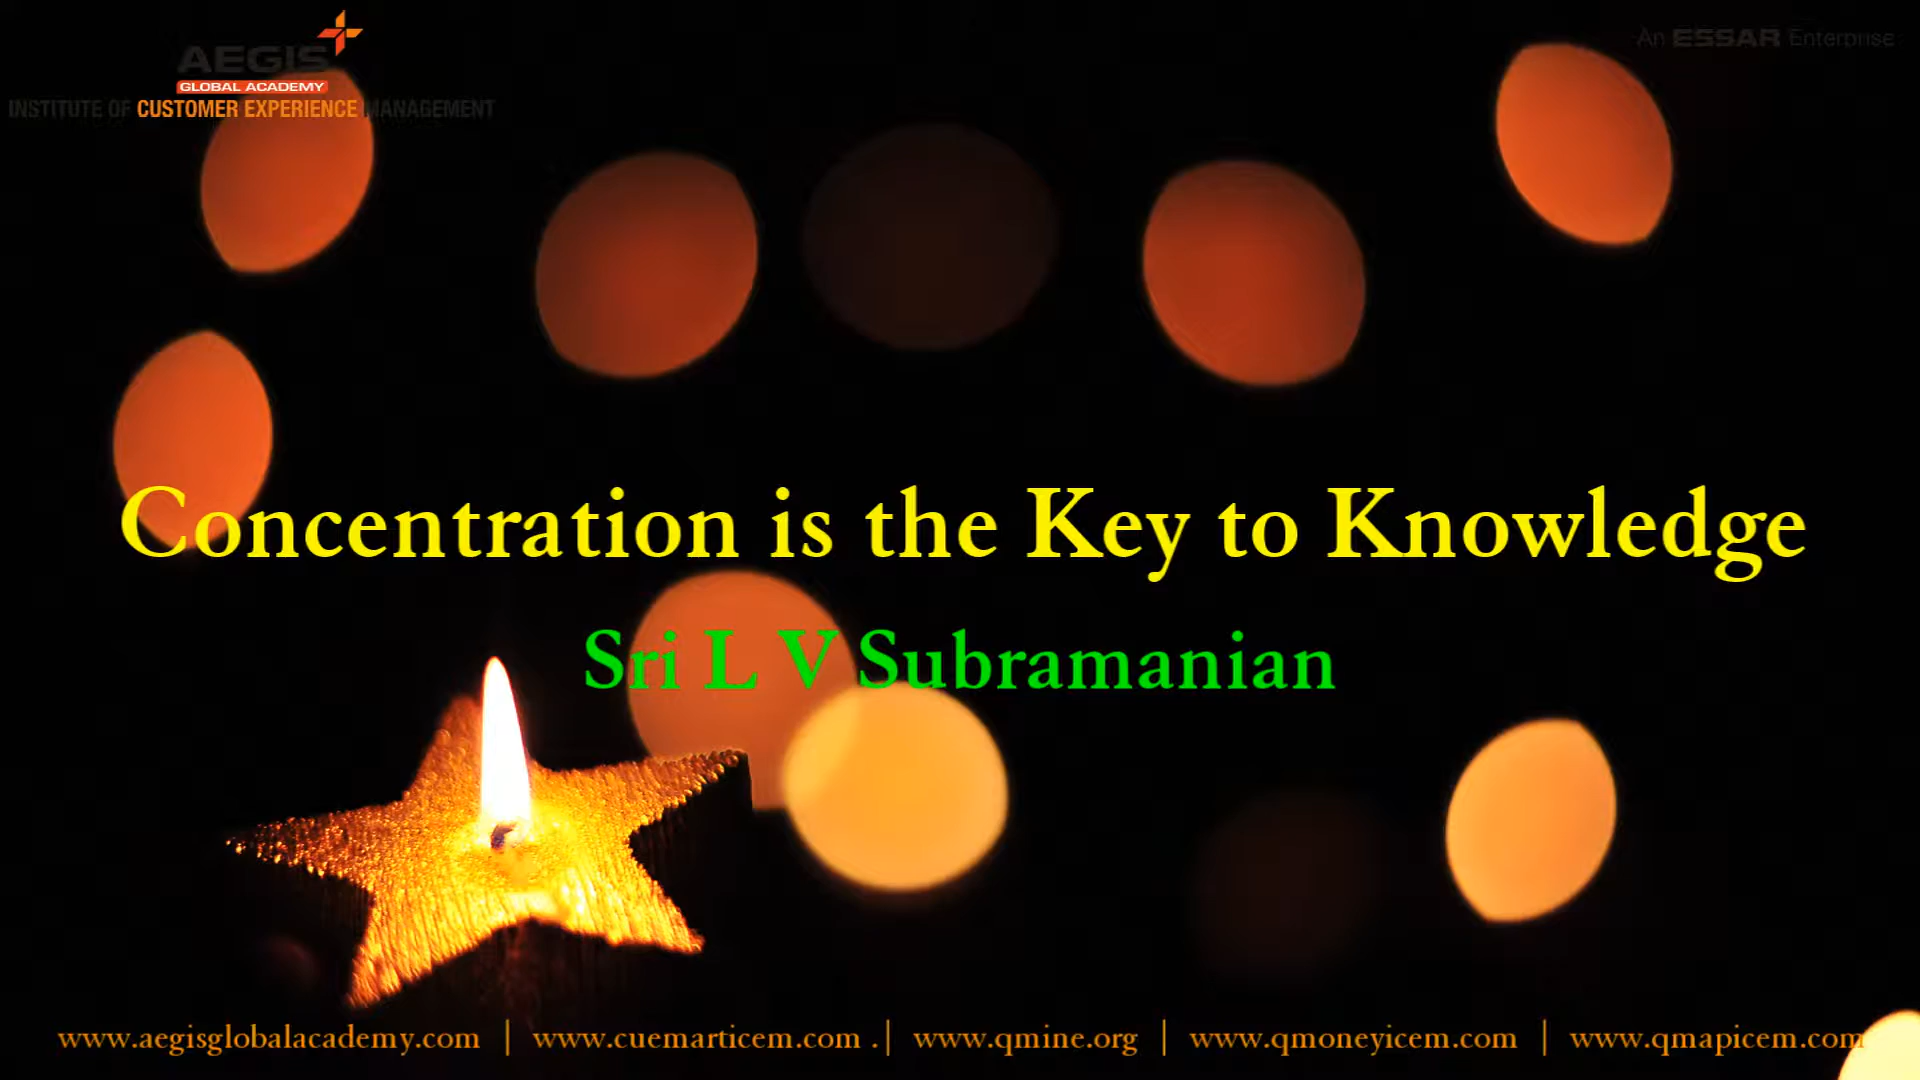 AEGIS
GLOBAL ACADEMY
INSTITUTE OF CUSTOMER EXPERIENCE MANAGEMENT
An ESSAR Enterprise
Concentration is the Key to Knowledge
Sri L V Subramanian
www.aegisglobalacademy.com | www.cuemarticem.com . | www.qmine.org | www.qmoneyicem.com | www.qmapicem.com